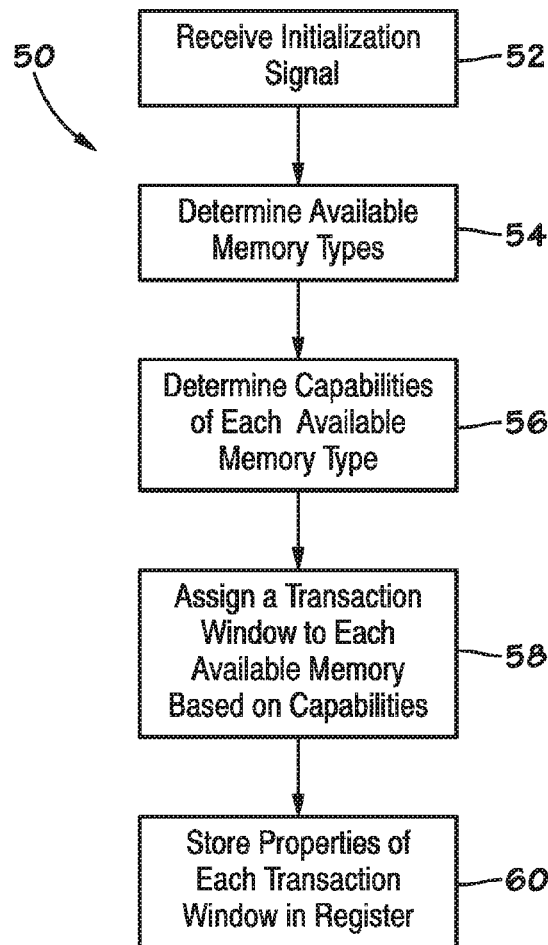 50
Receive Initialization
Signal
52
Determine Available
Memory Types
54
Determine Capabilities
of Each Available
Memory Type
56
Assign a Transaction
Window to Each
Available Memory
Based on Capabilities
58
Store Properties of
Each Transaction
Window in Register
60